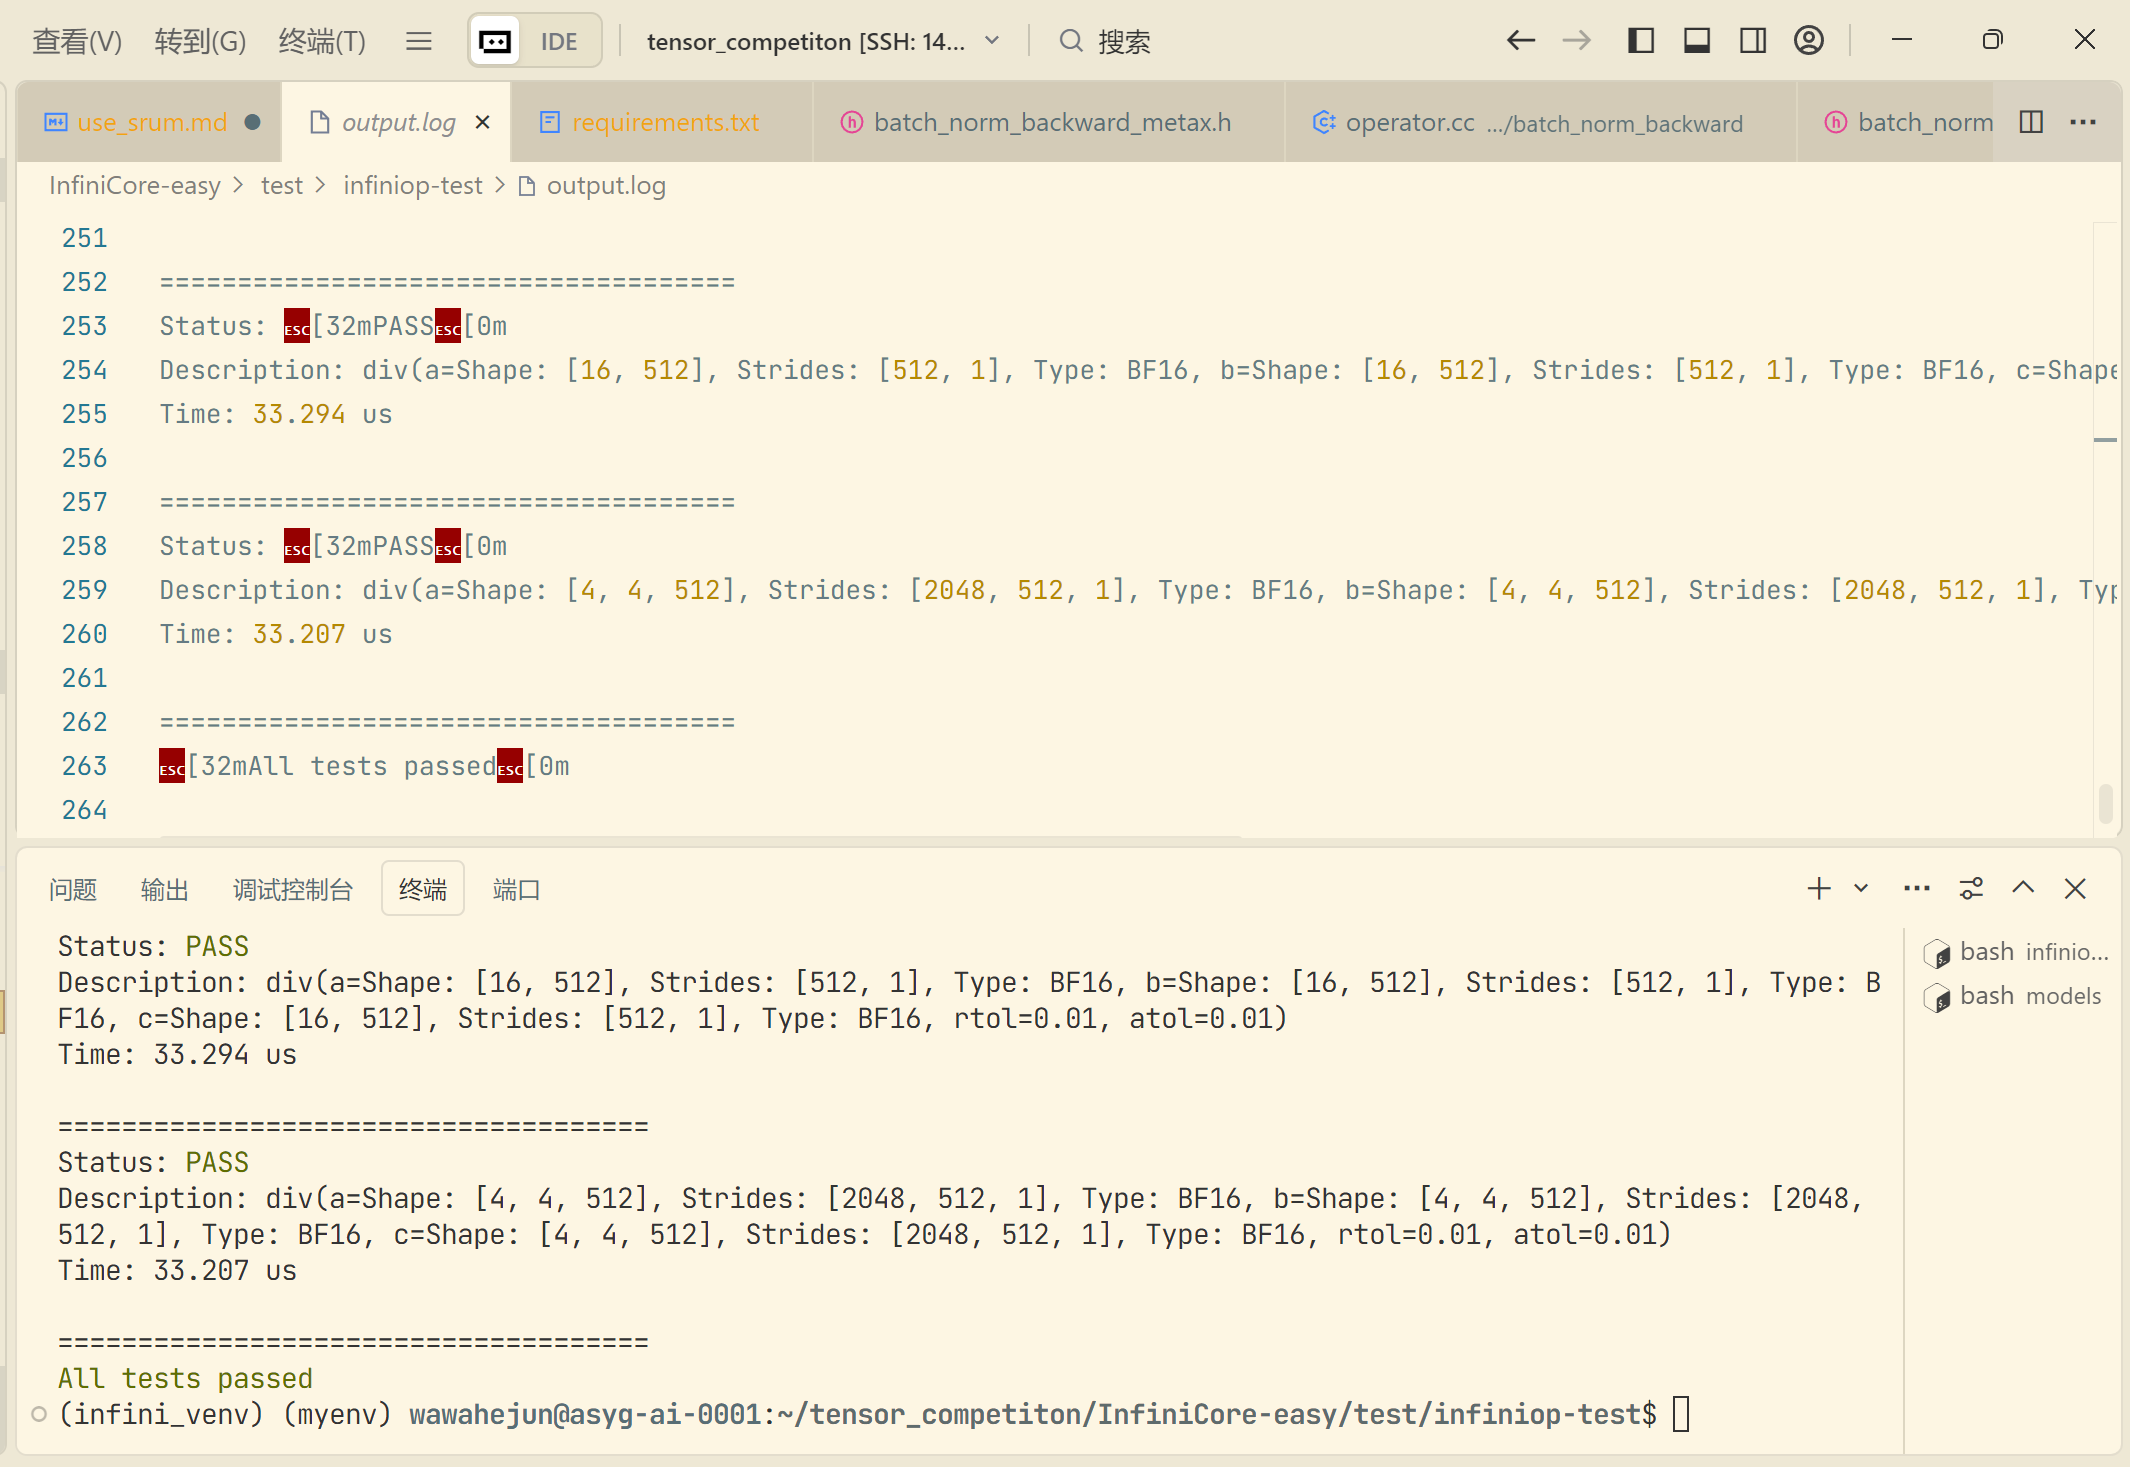 查看(V) 转到(G) 终端(T) IDE tensor_competiton [SSH: 14... 搜索
use_srum.md output.log requirements.txt batch_norm_backward_metax.h operator.cc .../batch_norm_backward batch_norm
InfiniCore-easy > test > infiniop-test > output.log
251
252 =====================================
253 Status: ESC[32mPASSESC[0m
254 Description: div(a=Shape: [16, 512], Strides: [512, 1], Type: BF16, b=Shape: [16, 512], Strides: [512, 1], Type: BF16, c=Shape
255 Time: 33.294 us
256
257 =====================================
258 Status: ESC[32mPASSESC[0m
259 Description: div(a=Shape: [4, 4, 512], Strides: [2048, 512, 1], Type: BF16, b=Shape: [4, 4, 512], Strides: [2048, 512, 1], Typ
260 Time: 33.207 us
261
262 =====================================
263 ESC[32mAll tests passedESC[0m
264
问题 输出 调试控制台 终端 端口
Status: PASS
Description: div(a=Shape: [16, 512], Strides: [512, 1], Type: BF16, b=Shape: [16, 512], Strides: [512, 1], Type: B
F16, c=Shape: [16, 512], Strides: [512, 1], Type: BF16, rtol=0.01, atol=0.01)
Time: 33.294 us
=====================================
Status: PASS
Description: div(a=Shape: [4, 4, 512], Strides: [2048, 512, 1], Type: BF16, b=Shape: [4, 4, 512], Strides: [2048,
512, 1], Type: BF16, c=Shape: [4, 4, 512], Strides: [2048, 512, 1], Type: BF16, rtol=0.01, atol=0.01)
Time: 33.207 us
=====================================
All tests passed
(infini_venv) (myenv) wawahejun@asyg-ai-0001:~/tensor_competiton/InfiniCore-easy/test/infiniop-test$
bash infinio...
bash models